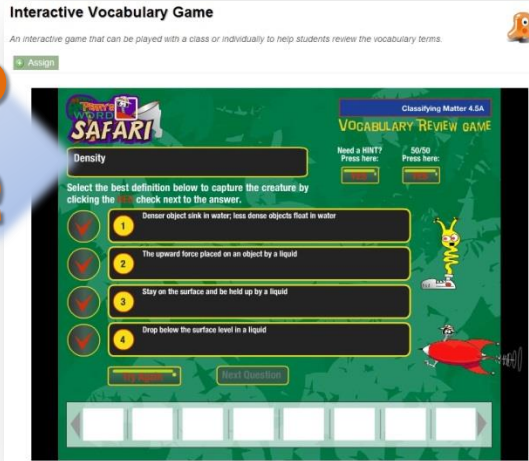 Interactive Vocabulary Game
An interactive game that can be played with a class or individually to help students review the vocabulary terms.
Assign
WORD
SAFARI
Classifying Matter 4.5A
VOCABULARY REVIEW GAME
Density
Need a HINT?
Press here:
50/50
Press here:
Select the best definition below to capture the creature by
clicking the red check next to the answer.
1 Denser object sink in water; less dense objects float in water
2 The upward force placed on an object by a liquid
3 Stay on the surface and be held up by a liquid
4 Drop below the surface level in a liquid
Try Again
Next Question